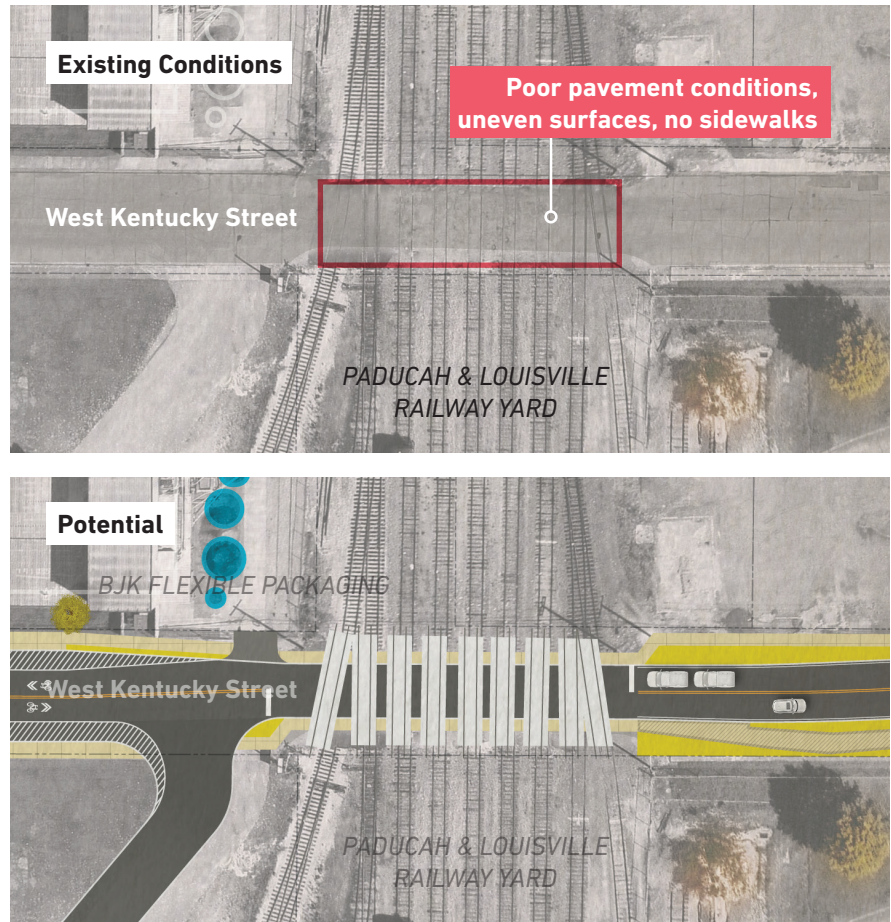 Existing Conditions
Poor pavement conditions,
uneven surfaces, no sidewalks
West Kentucky Street
PADUCAH & LOUISVILLE
RAILWAY YARD
Potential
BJK FLEXIBLE PACKAGING
West Kentucky Street
PADUCAH & LOUISVILLE
RAILWAY YARD